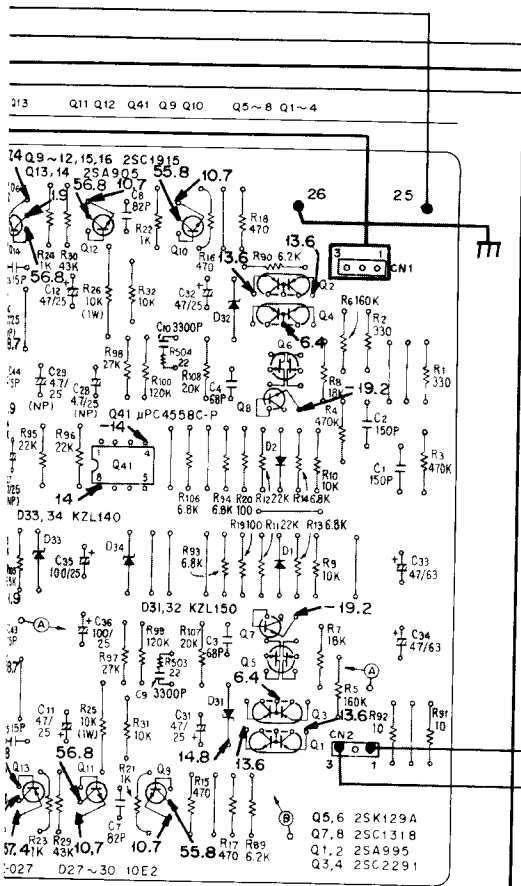 Q13 Q11 Q12 Q41 Q9 Q10 Q5~8 Q1~4
Q9~12,15,16 2SC1915
Q13,14 2SA905
55.8
10.7
56.8
10.7
1.9
C8
82P
R22
1K
Q12
Q10
R16
470
R18
470
26
25
R24
1K
R30
43K
56.8
C12
47/25
R26
10K
(1W)
R32
10K
C32
47/25
D32
13.6
R90 6.2K
13.6
3
1
CN1
Q2
Q4
6.4
R6 160K
R2
330
C10 3300P
R504
22
R98
27K
R100
120K
R108
20K
C4
68P
Q6
Q8
R8
18K
-19.2
R4
470K
C2
150P
R1
330
C29
4.7/
25
(NP)
C28
4.7/25
(NP)
Q41 μPC4558C-P
-14
R95
22K
R96
22K
1
4
Q41
8
5
14
R106
6.8K
R94
6.8K
R20
100
R12 22K
D2
R14 6.8K
R10
10K
C1
150P
R3
470K
D33,34 KZL140
D33
C35
100/25
D34
R93
6.8K
R19 100
R11 22K
D1
R13 6.8K
R9
10K
C33
47/63
D31,32 KZL150
-19.2
A
C36
100/
25
R99
120K
R107
20K
C3
68P
Q7
Q5
R7
18K
C34
47/63
A
R97
27K
R503
22
C9
3300P
6.4
R5
160K
C11
47/
25
R25
10K
(1W)
R31
10K
C31
47/
25
D31
Q3
Q1
13.6
14.8
13.6
R92
10
R91
10
CN2
3
1
56.8
Q13
Q11
R21
1K
Q9
R15
470
C7
82P
B
57.4
R23
1K
R29
43K
10.7
10.7
55.8
R17
470
R89
6.2K
D27~30 10E2
Q5,6 2SK129A
Q7,8 2SC1318
Q1,2 2SA995
Q3,4 2SC2291